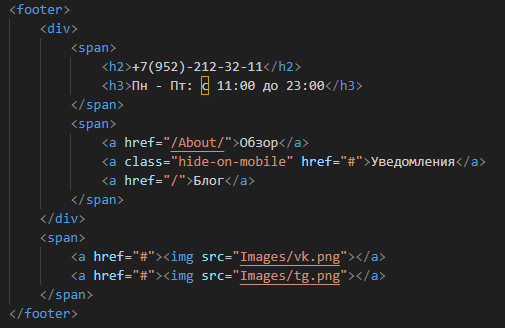 <footer>
<div>
<span>
<h2>+7(952)-212-32-11</h2>
<h3>Пн - Пт: с 11:00 до 23:00</h3>
</span>
<span>
<a href="/About/">Обзор</a>
<a class="hide-on-mobile" href="#">Уведомления</a>
<a href="/">Блог</a>
</span>
</div>
<span>
<a href="#"><img src="Images/vk.png"></a>
<a href="#"><img src="Images/tg.png"></a>
</span>
</footer>